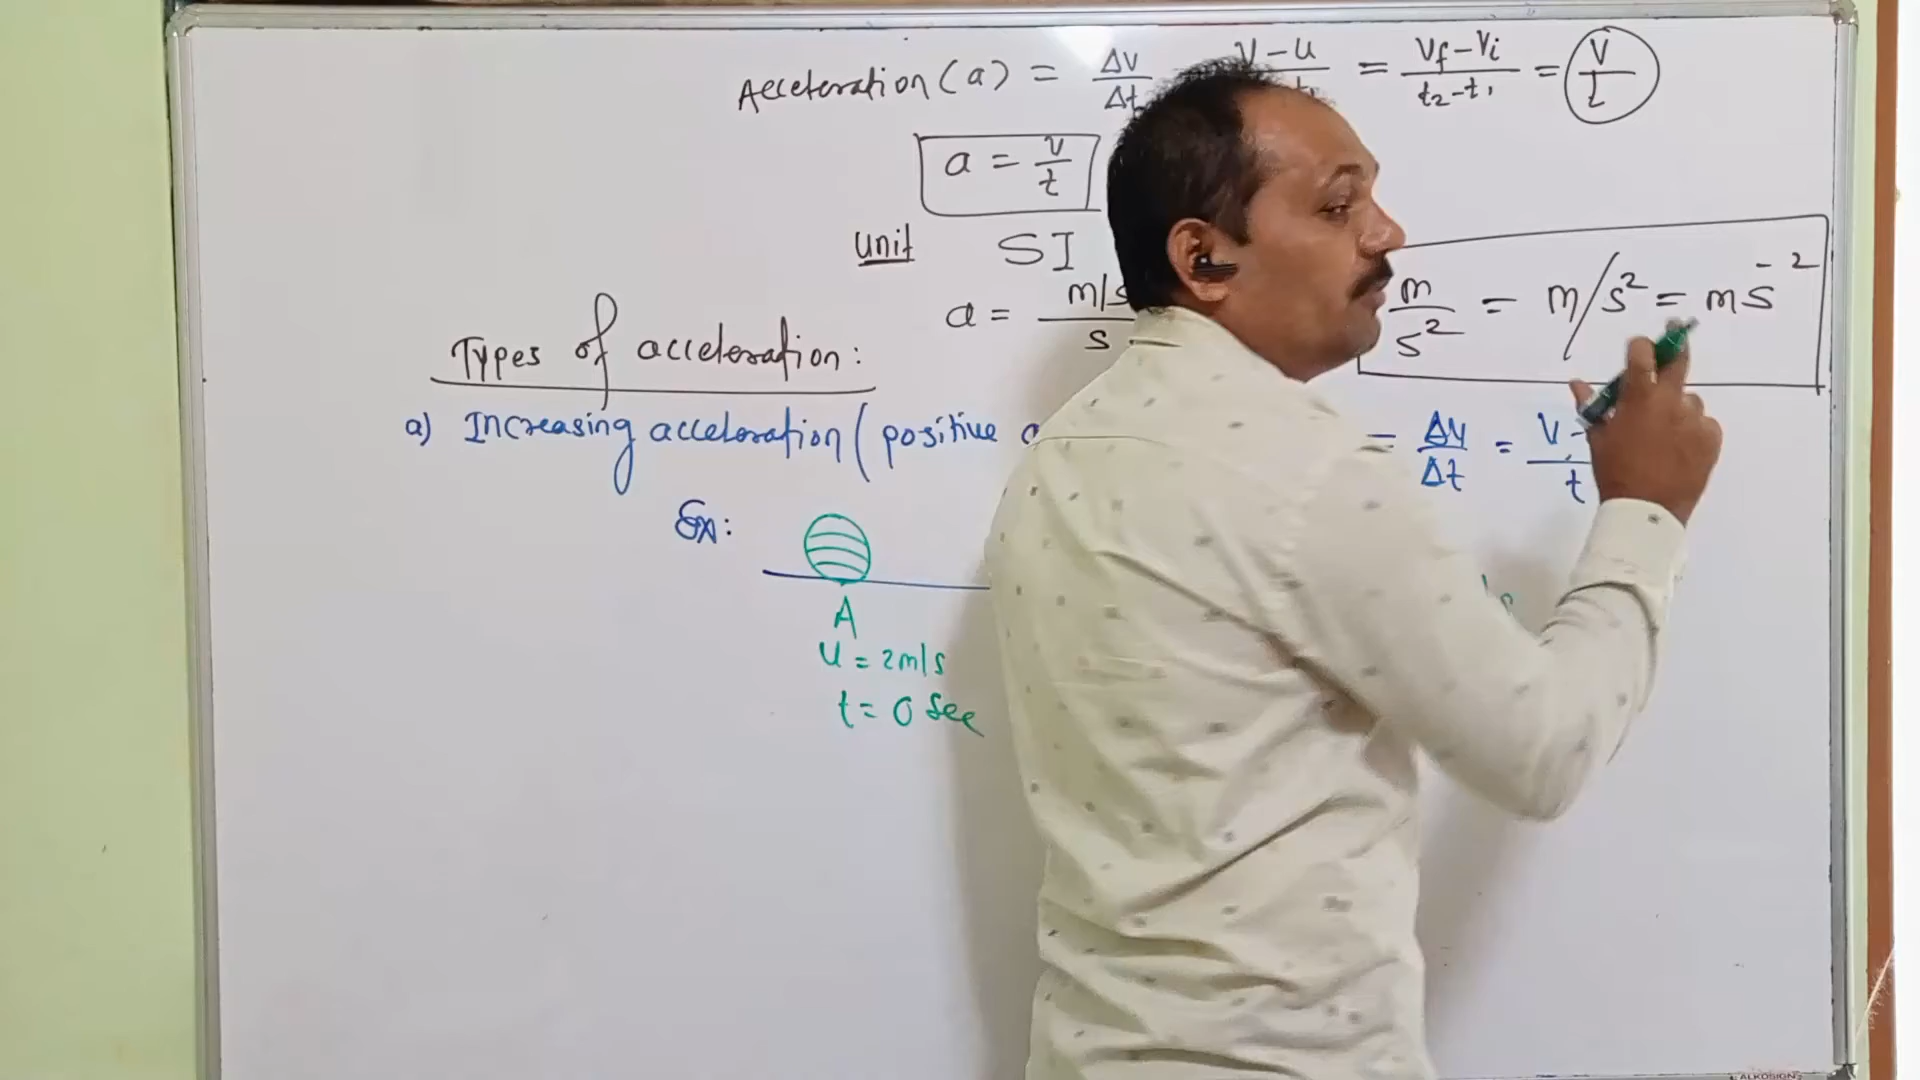 Acceleration (a) = Δv/Δt = V-u/t₁ = Vf-Vi/t₂-t₁ = V/t
a = v/t
unit SI
a = m/s/s m/s² = m/s² = ms⁻²
Types of acceleration:
a) Increasing acceleration (positive = Δv/Δt = V-/t
Ex:
A
u = 2m/s
t = 0 sec